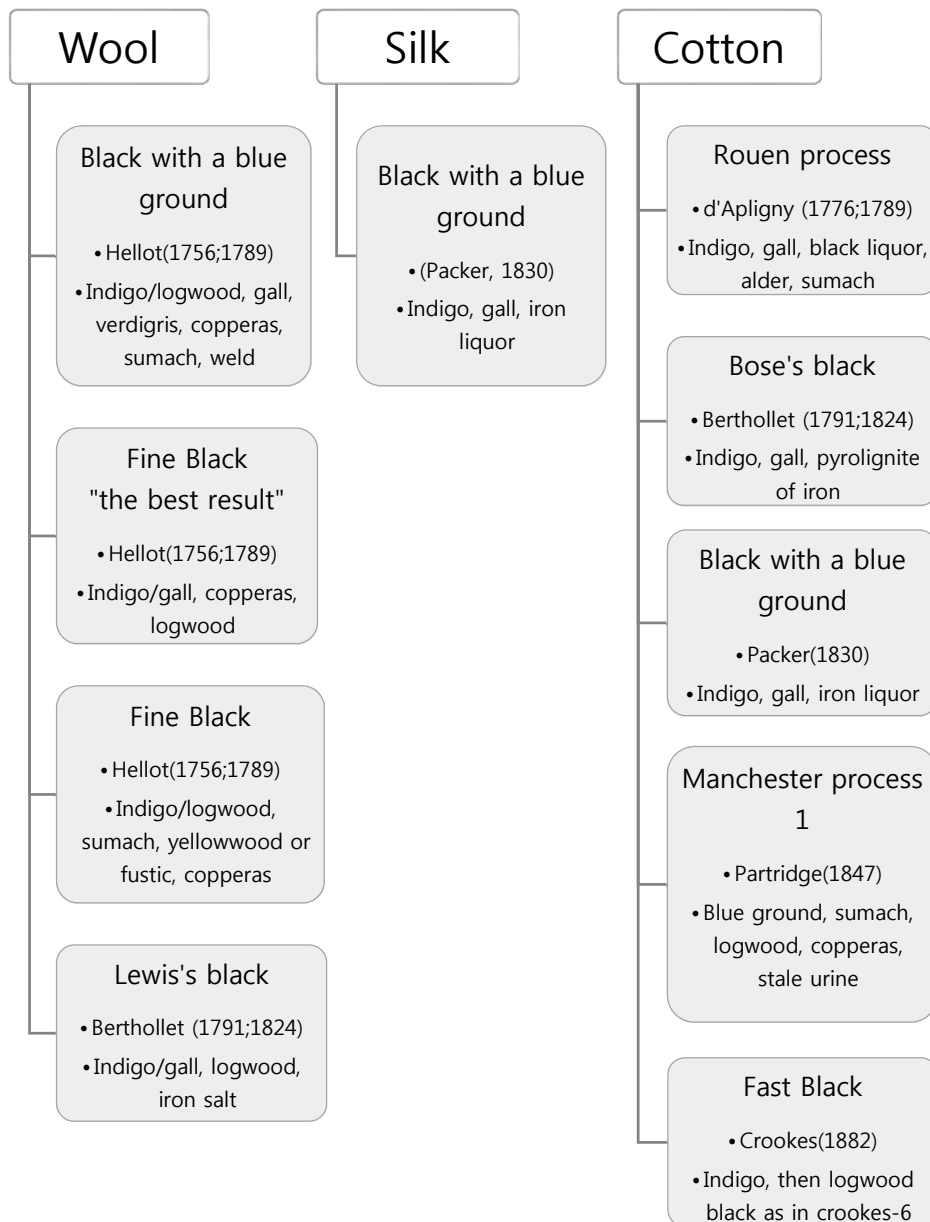 Wool
Black with a blue
ground
•Hellot(1756;1789)
•Indigo/logwood, gall,
verdigris, copperas,
sumach, weld
Fine Black
"the best result"
•Hellot(1756;1789)
•Indigo/gall, copperas,
logwood
Fine Black
•Hellot(1756;1789)
•Indigo/logwood,
sumach, yellowwood or
fustic, copperas
Lewis's black
•Berthollet (1791;1824)
•Indigo/gall, logwood,
iron salt
Silk
Black with a blue
ground
•(Packer, 1830)
•Indigo, gall, iron
liquor
Cotton
Rouen process
•d'Apligny (1776;1789)
•Indigo, gall, black liquor,
alder, sumach
Bose's black
•Berthollet (1791;1824)
•Indigo, gall, pyrolignite
of iron
Black with a blue
ground
•Packer(1830)
•Indigo, gall, iron liquor
Manchester process
1
•Partridge(1847)
•Blue ground, sumach,
logwood, copperas,
stale urine
Fast Black
•Crookes(1882)
•Indigo, then logwood
black as in crookes-6